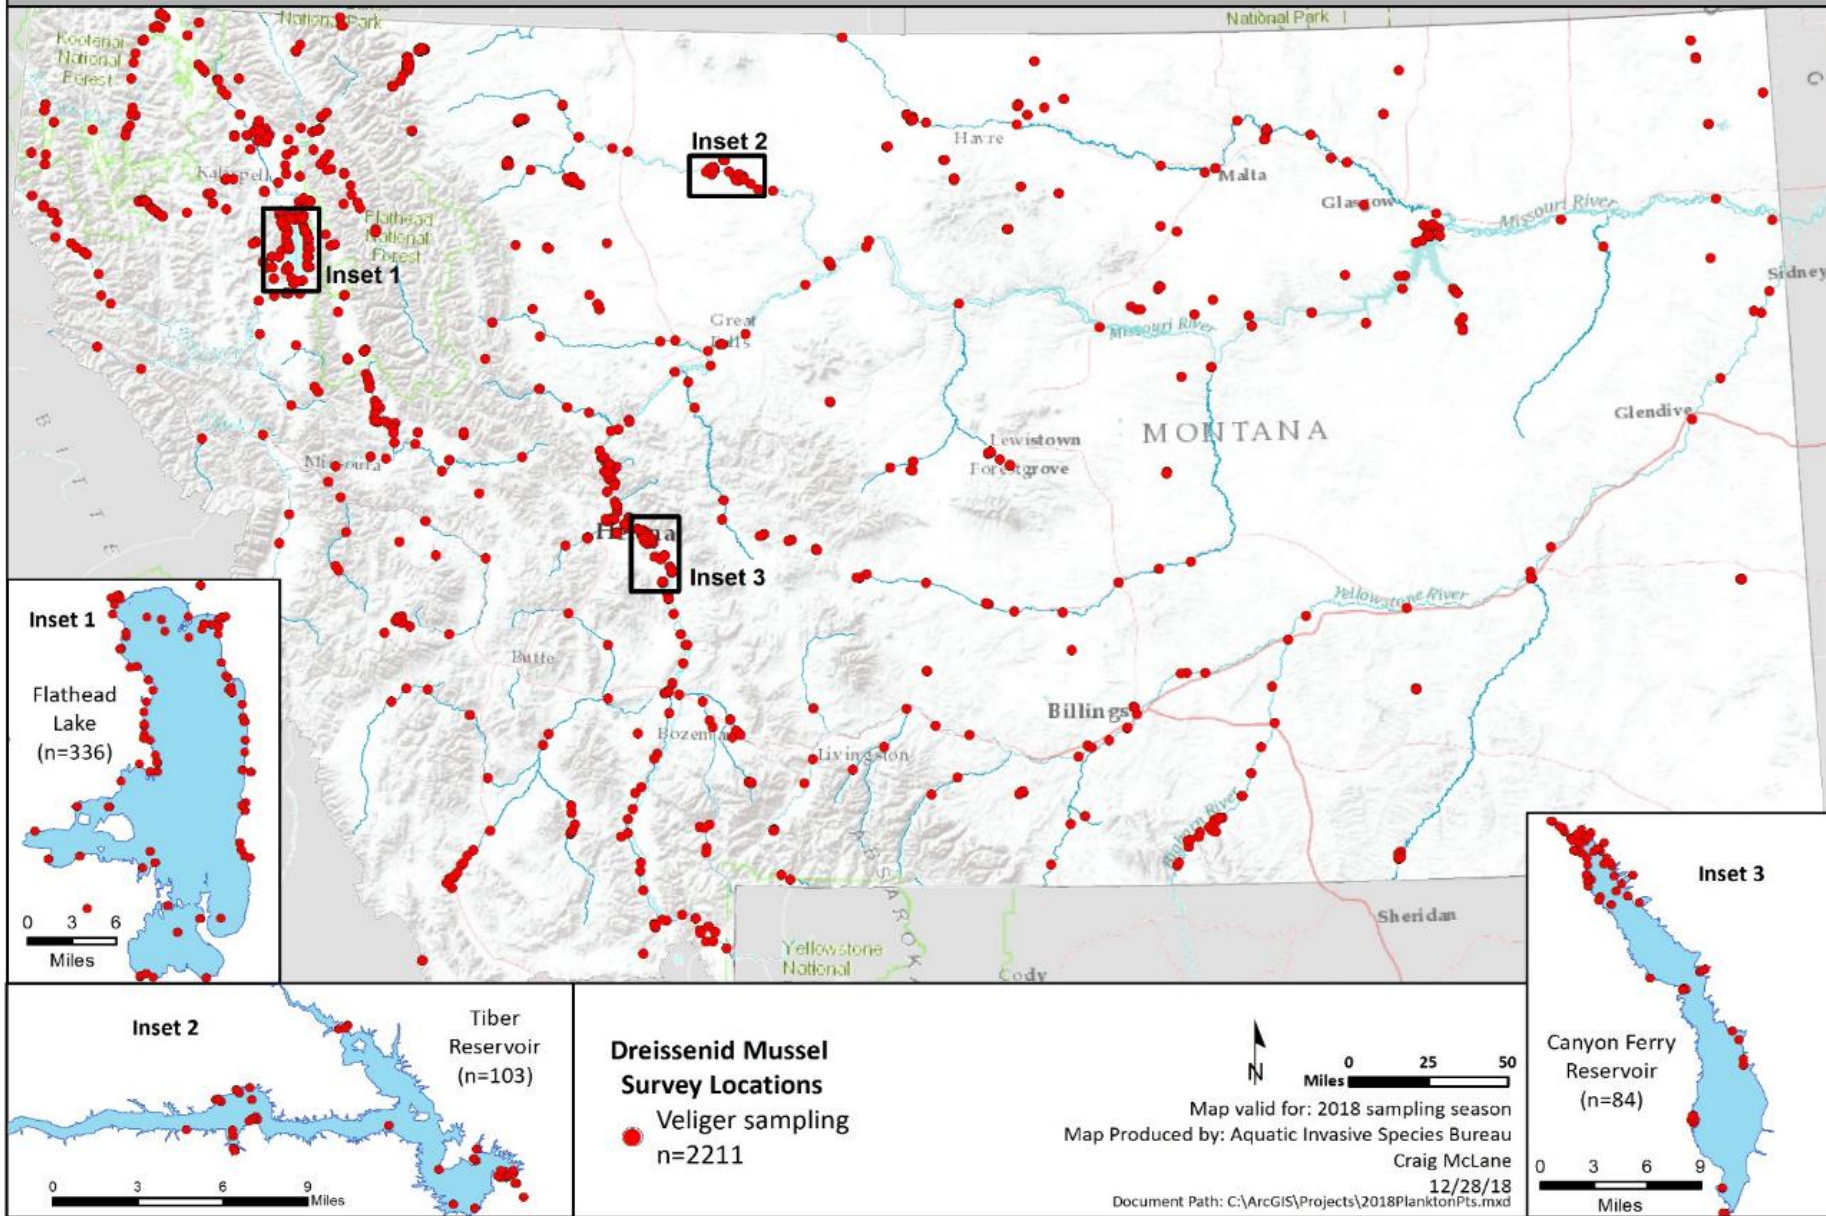 National Park
National Park
Kootenai
National
Forest
Inset 2
Havre
Kalispell
Malta
Glasgow
Missouri River
Flathead
National
Forest
Inset 1
Sidney
Great
Falls
Missouri River
Glendive
MONTANA
Lewistown
Forestgrove
Missoula
BITTE
Helena
Inset 3
Yellowstone River
Butte
Billings
Bozeman
Livingston
Bighorn River
ABSAROKA
Sheridan
Yellowstone
National
Cody
Inset 1
Flathead
Lake
(n=336)
0 3 6
Miles
Inset 2
Tiber
Reservoir
(n=103)
0 3 6 9
Miles
Dreissenid Mussel
Survey Locations
Veliger sampling
n=2211
N
0 25 50
Miles
Map valid for: 2018 sampling season
Map Produced by: Aquatic Invasive Species Bureau
Craig McLane
12/28/18
Document Path: C:\ArcGIS\Projects\2018PlanktonPts.mxd
Inset 3
Canyon Ferry
Reservoir
(n=84)
0 3 6 9
Miles